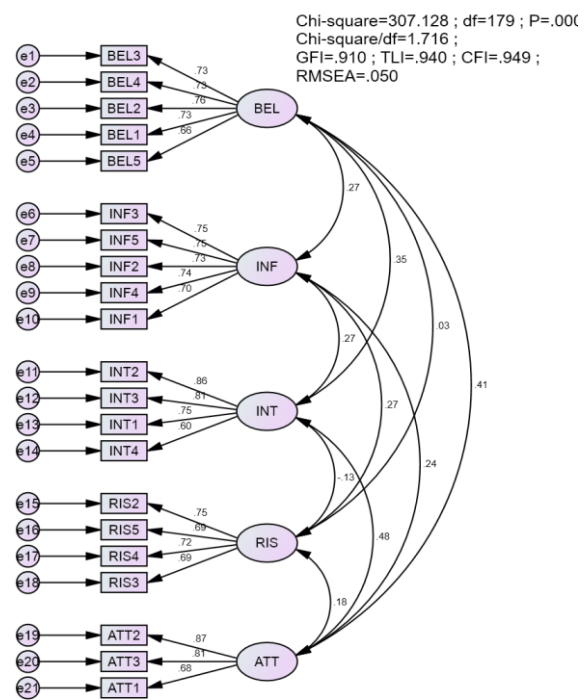 Chi-square=307.128 ; df=179 ; P=.000
Chi-square/df=1.716 ;
GFI=.910 ; TLI=.940 ; CFI=.949 ;
RMSEA=.050
e1 BEL3 .73
e2 BEL4 .73
e3 BEL2 .76 BEL
e4 BEL1 .73
e5 BEL5 .66
.27
e6 INF3 .75
e7 INF5 .75
e8 INF2 .73 INF
e9 INF4 .74
e10 INF1 .70
.35
.27
.03
e11 INT2 .86
e12 INT3 .81 INT
e13 INT1 .75
e14 INT4 .60
.27
.41
.24
-.13
e15 RIS2 .75
e16 RIS5 .69 RIS
e17 RIS4 .72
e18 RIS3 .69
.48
.18
e19 ATT2 .87
e20 ATT3 .81 ATT
e21 ATT1 .68